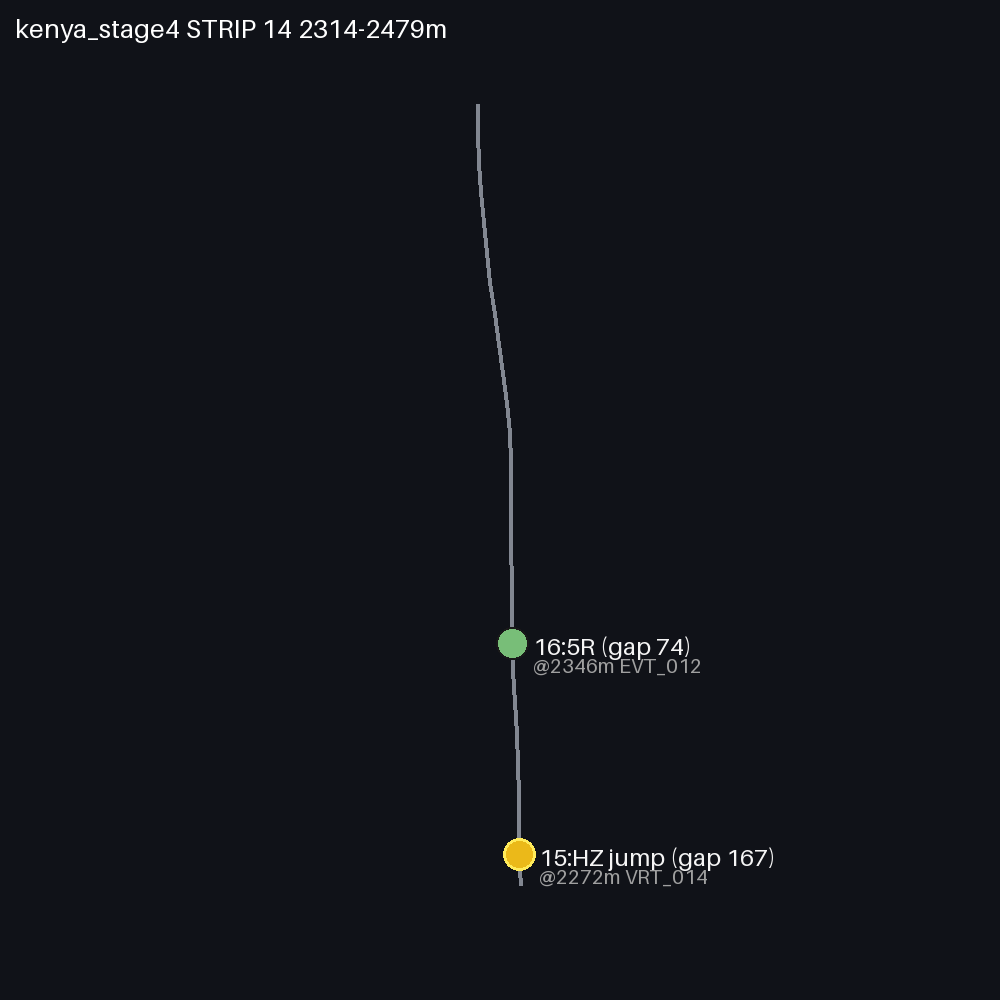 kenya_stage4 STRIP 14 2314-2479m
16:5R (gap 74)
@2346m EVT_012
15:HZ jump (gap 167)
@2272m VRT_014